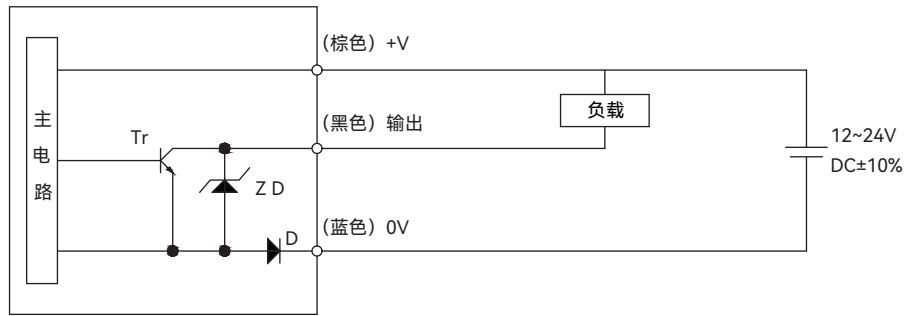 (棕色) +V
主电路
(黑色) 输出
负载
Tr
12~24V
DC±10%
Z D
(蓝色) 0V
D